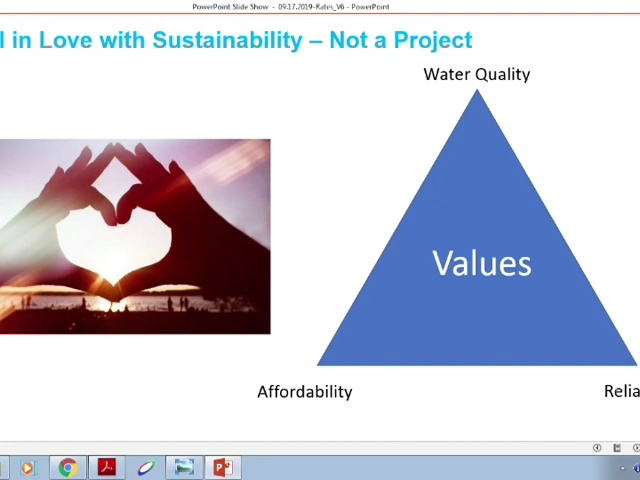 PowerPoint Slide Show - 09.17.2019-Rates_V6 - PowerPoint
l in Love with Sustainability – Not a Project
Water Quality
Values
Affordability
Relia